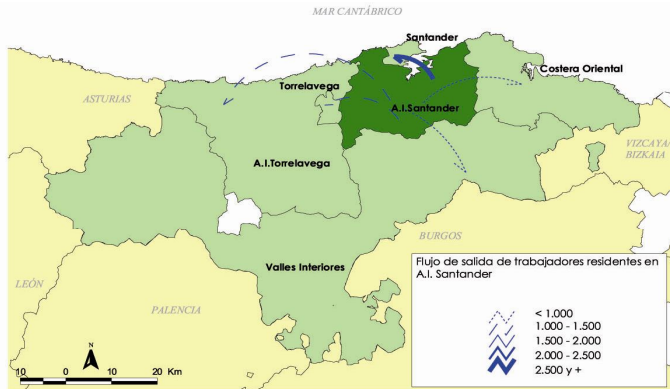 MAR CANTÁBRICO
Santander
Costera Oriental
Torrelavega
ASTURIAS
A.I.Santander
VIZCAYA/
BIZKAIA
A.I.Torrelavega
BURGOS
Flujo de salida de trabajadores residentes en
A.I. Santander
Valles Interiores
LEÓN
PALENCIA
< 1.000
1.000 - 1.500
1.500 - 2.000
2.000 - 2.500
2.500 y +
N
10 0 10 20 Km